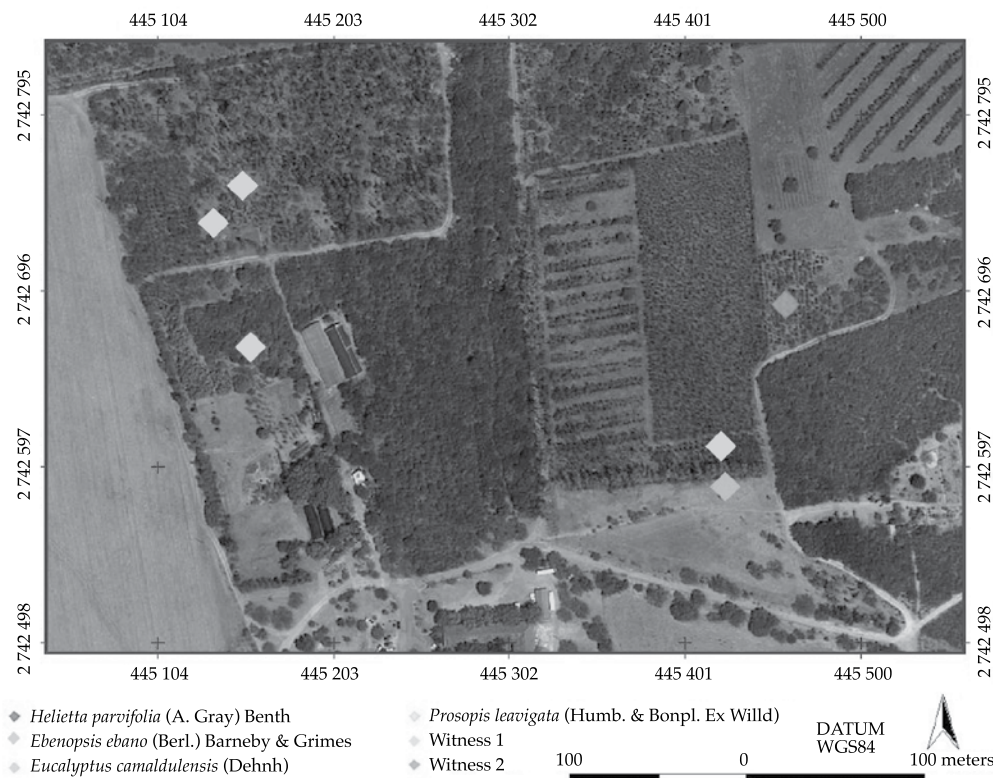 445 104 445 203 445 302 445 401 445 500
2 742 795 2 742 795
2 742 696 2 742 696
2 742 597 2 742 597
2 742 498 2 742 498
445 104 445 203 445 302 445 401 445 500
Helietta parvifolia (A. Gray) Benth
Ebenopsis ebano (Berl.) Barneby & Grimes
Eucalyptus camaldulensis (Dehnh)
Prosopis leavigata (Humb. & Bonpl. Ex Willd)
Witness 1
Witness 2
DATUM
WGS84
100 0 100 meters